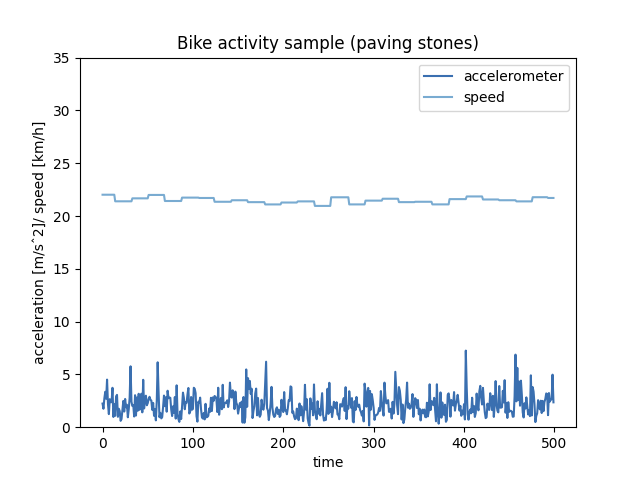 Bike activity sample (paving stones)
accelerometer
speed
35
30
25
20
15
10
5
0
acceleration [m/s^2]/ speed [km/h]
0 100 200 300 400 500
time